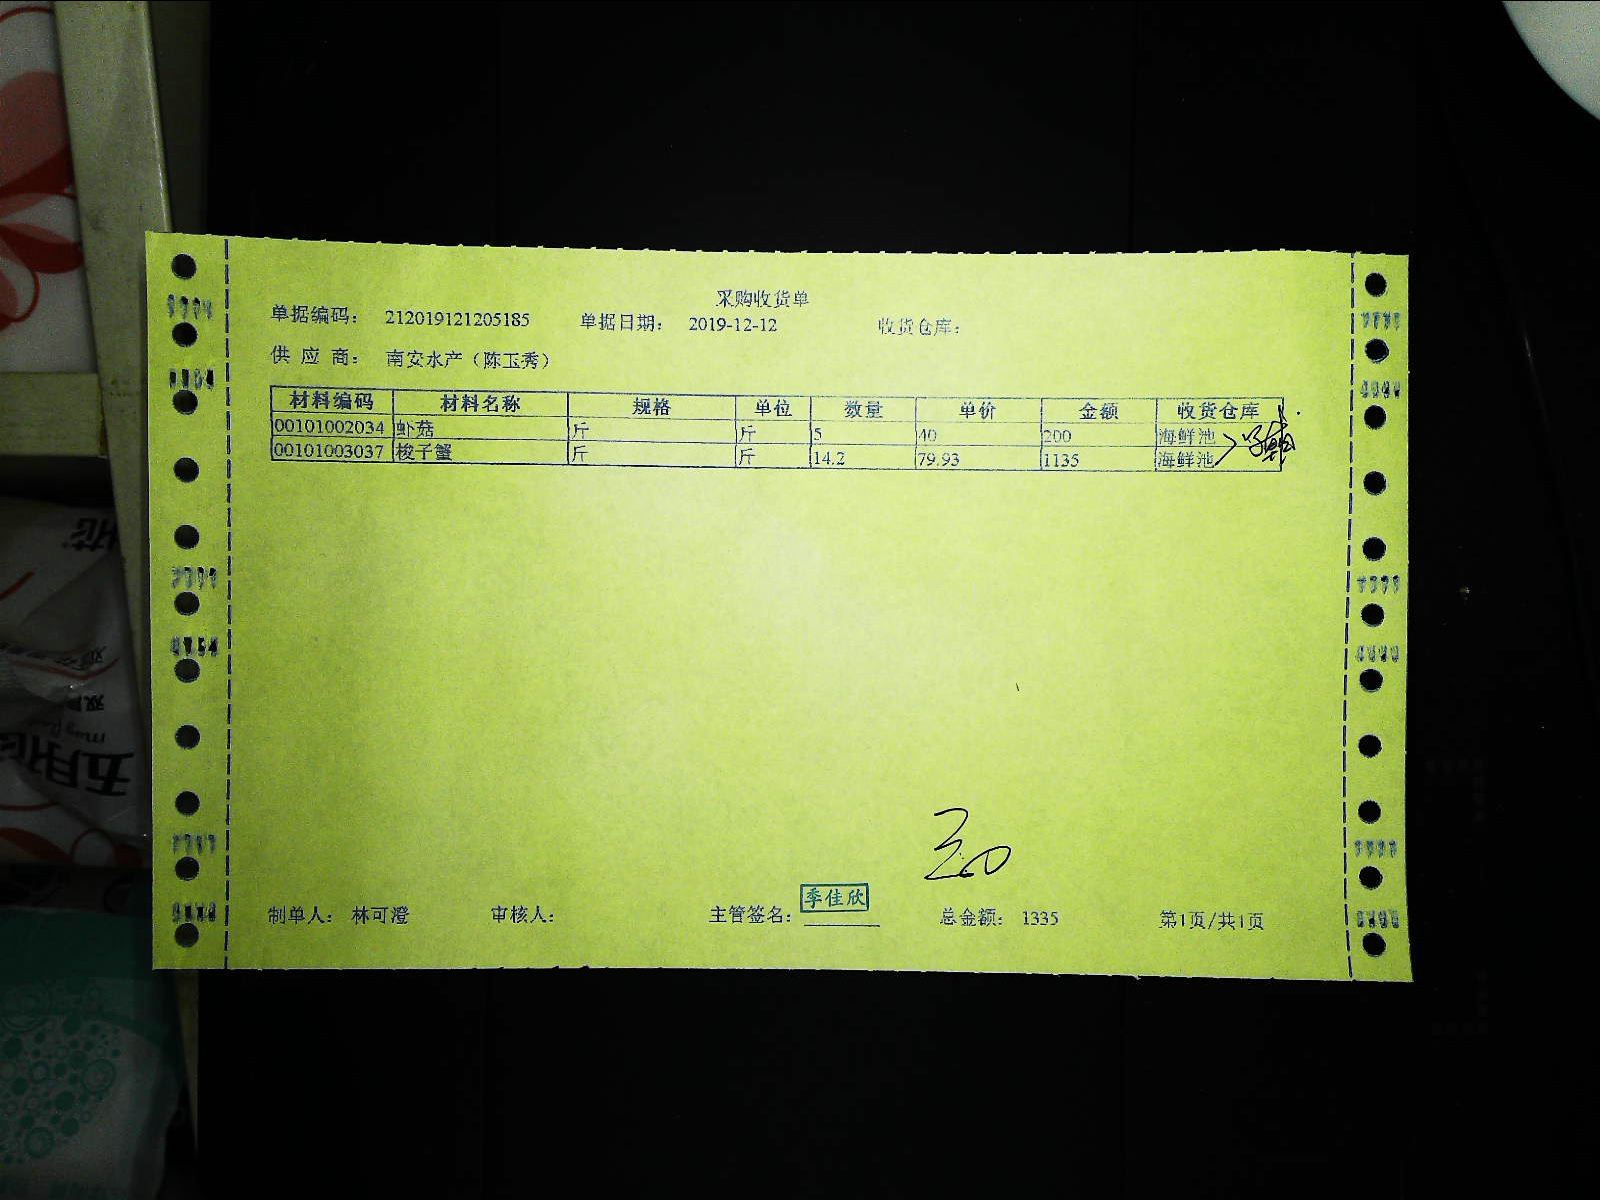 采购收货单
单据编码： 212019121205185 单据日期： 2019-12-12 收货仓库：
供 应 商： 南安水产（陈玉秀）
材料编码 材料名称 规格 单位 数量 单价 金额 收货仓库
00101002034 虾菇 斤 斤 5 40 200 海鲜池
00101003037 梭子蟹 斤 斤 14.2 79.93 1135 海鲜池
制单人： 林可澄 审核人： 主管签名： 季佳欣 总金额： 1335 第1页/共1页
五月花